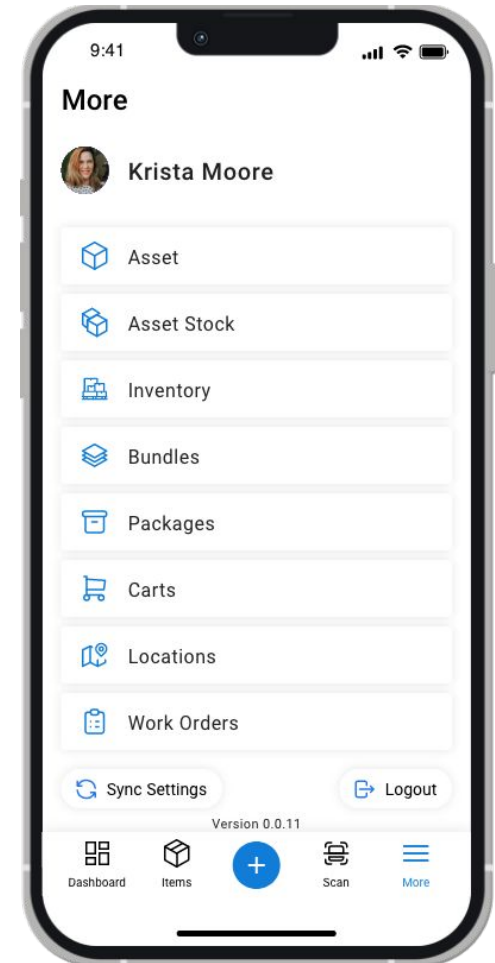 9:41
More
Krista Moore
Asset
Asset Stock
Inventory
Bundles
Packages
Carts
Locations
Work Orders
Sync Settings Logout
Version 0.0.11
Dashboard Items Scan More